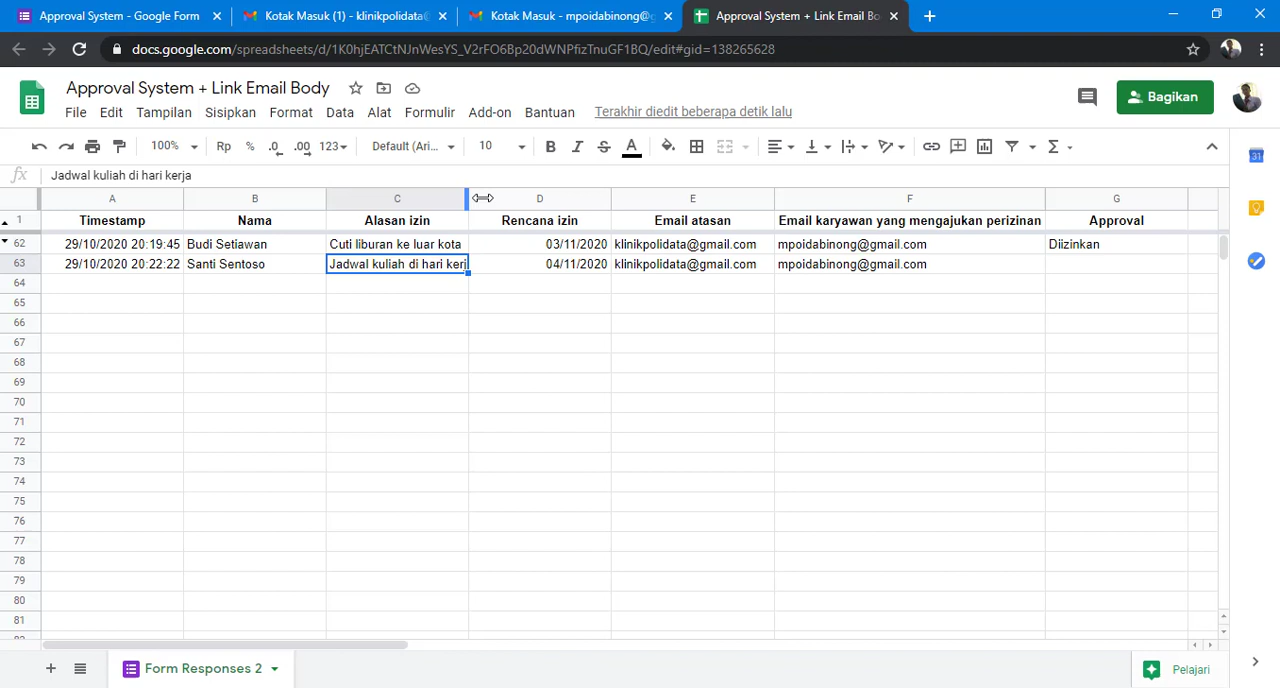 Approval System - Google Form
Kotak Masuk (1) - klinikpolidata@
Kotak Masuk - mpoidabinong@g
Approval System + Link Email Bo
docs.google.com/spreadsheets/d/1K0hjEATCtNJnWesYS_V2rFO6Bp20dWNPfizTnuGF1BQ/edit#gid=138265628
Approval System + Link Email Body
File Edit Tampilan Sisipkan Format Data Alat Formulir Add-on Bantuan Terakhir diedit beberapa detik lalu
Bagikan
100% Rp % .0 .00 123 Default (Ari... 10 B I S A Σ
fx Jadwal kuliah di hari kerja
A B C D E F G
1 Timestamp Nama Alasan izin Rencana izin Email atasan Email karyawan yang mengajukan perizinan Approval
62 29/10/2020 20:19:45 Budi Setiawan Cuti liburan ke luar kota 03/11/2020 klinikpolidata@gmail.com mpoidabinong@gmail.com Diizinkan
63 29/10/2020 20:22:22 Santi Sentoso Jadwal kuliah di hari kerj 04/11/2020 klinikpolidata@gmail.com mpoidabinong@gmail.com
64
65
66
67
68
69
70
71
72
73
74
75
76
77
78
79
80
81
Form Responses 2
Pelajari
31